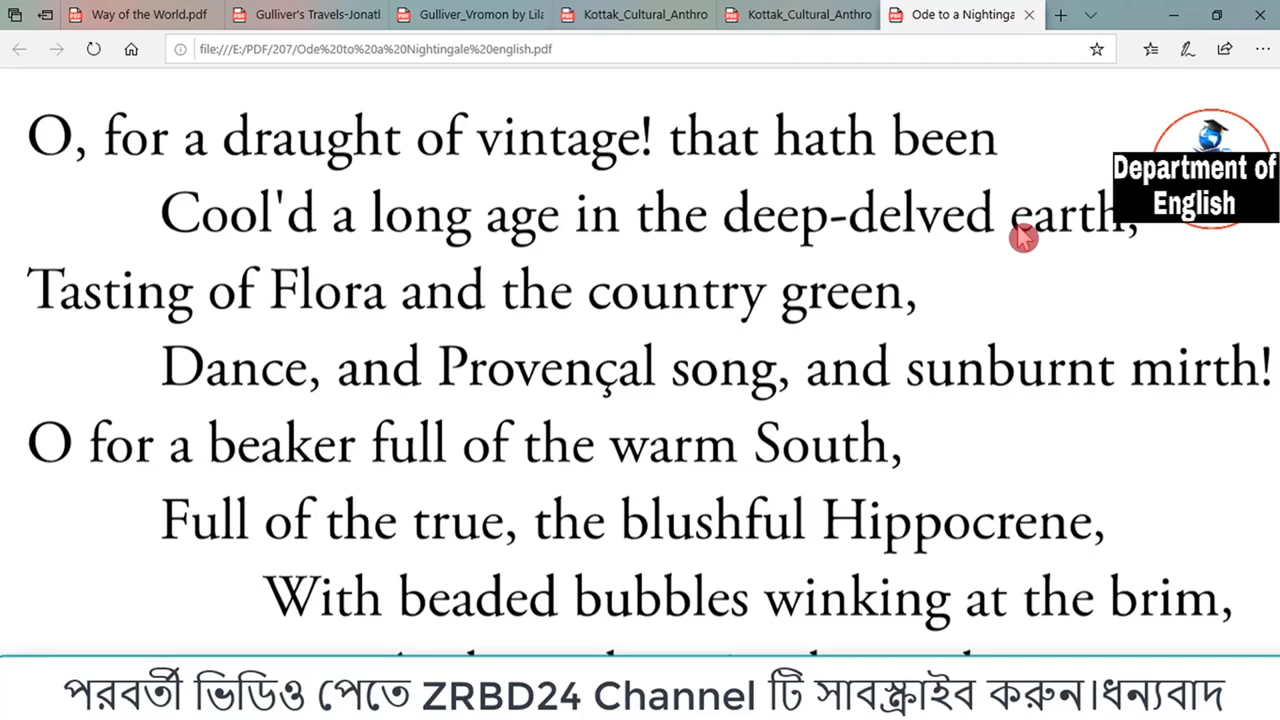 Way of the World.pdf
Gulliver's Travels-Jonatl
Gulliver_Vromon by Lila
Kottak_Cultural_Anthro
Kottak_Cultural_Anthro
Ode to a Nightinga
file:///E:/PDF/207/Ode%20to%20a%20Nightingale%20english.pdf
O, for a draught of vintage! that hath been
Cool'd a long age in the deep-delved earth,
Department of
English
Tasting of Flora and the country green,
Dance, and Provençal song, and sunburnt mirth!
O for a beaker full of the warm South,
Full of the true, the blushful Hippocrene,
With beaded bubbles winking at the brim,
পরবর্তী ভিডিও পেতে ZRBD24 Channel টি সাবস্ক্রাইব করুন।ধন্যবাদ